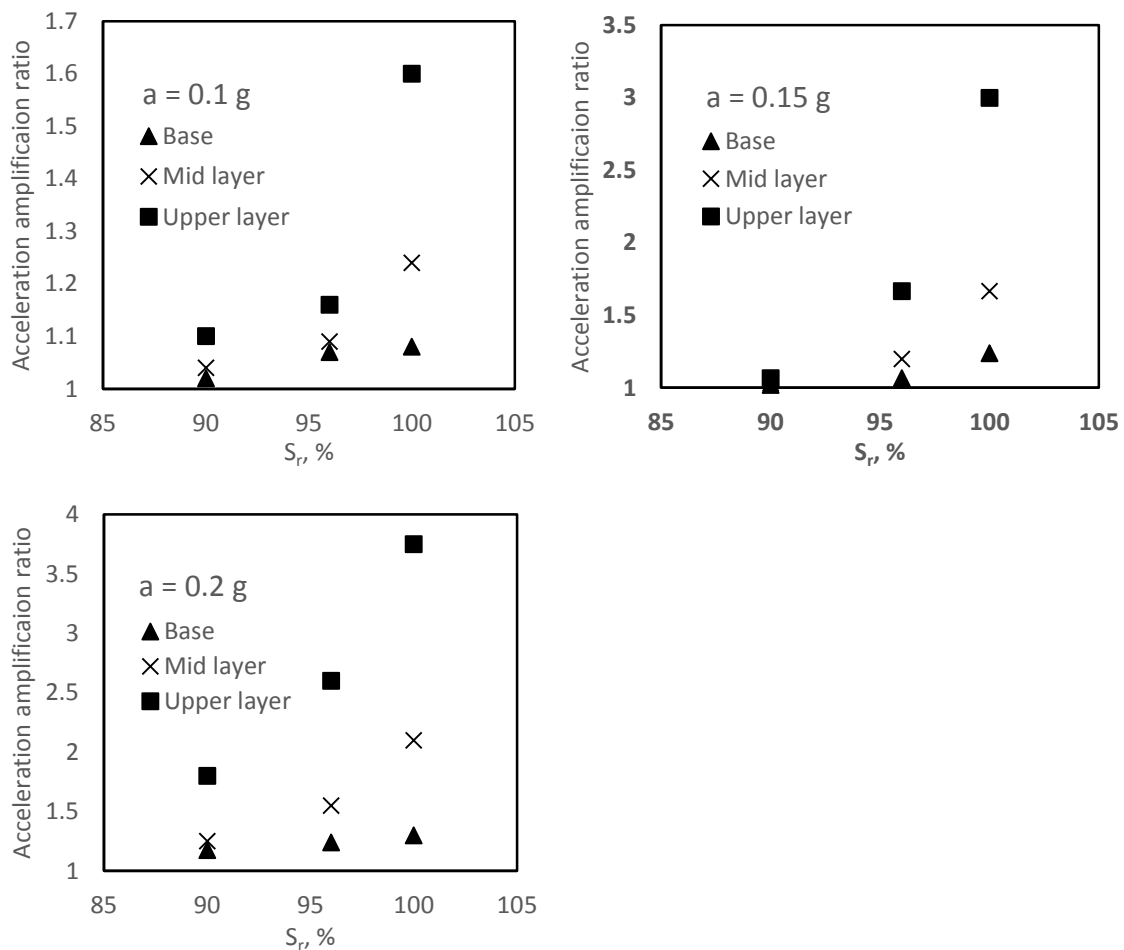 Acceleration amplificaion ratio
1.7
1.6
1.5
1.4
1.3
1.2
1.1
1
a = 0.1 g
Base
Mid layer
Upper layer
85 90 95 100 105
Sr, %
Acceleration amplificaion ratio
3.5
3
2.5
2
1.5
1
a = 0.15 g
Base
Mid layer
Upper layer
85 90 95 100 105
Sr, %
Acceleration amplificaion ratio
4
3.5
3
2.5
2
1.5
1
a = 0.2 g
Base
Mid layer
Upper layer
85 90 95 100 105
Sr, %